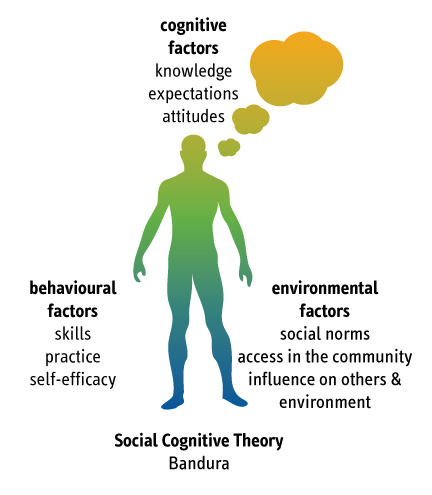 cognitive
factors
knowledge
expectations
attitudes
behavioural
factors
skills
practice
self-efficacy
environmental
factors
social norms
access in the community
influence on others &
environment
Social Cognitive Theory
Bandura